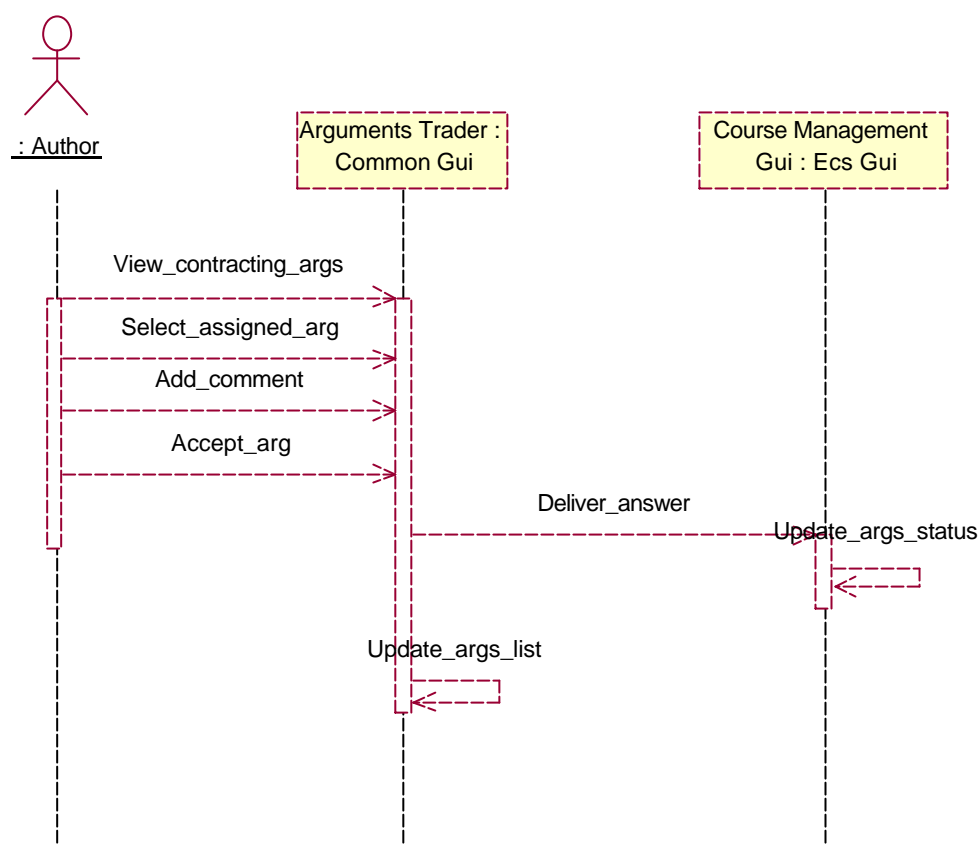 : Author
Arguments Trader :
Common Gui
Course Management
Gui : Ecs Gui
View_contracting_args
Select_assigned_arg
Add_comment
Accept_arg
Deliver_answer
Update_args_status
Update_args_list